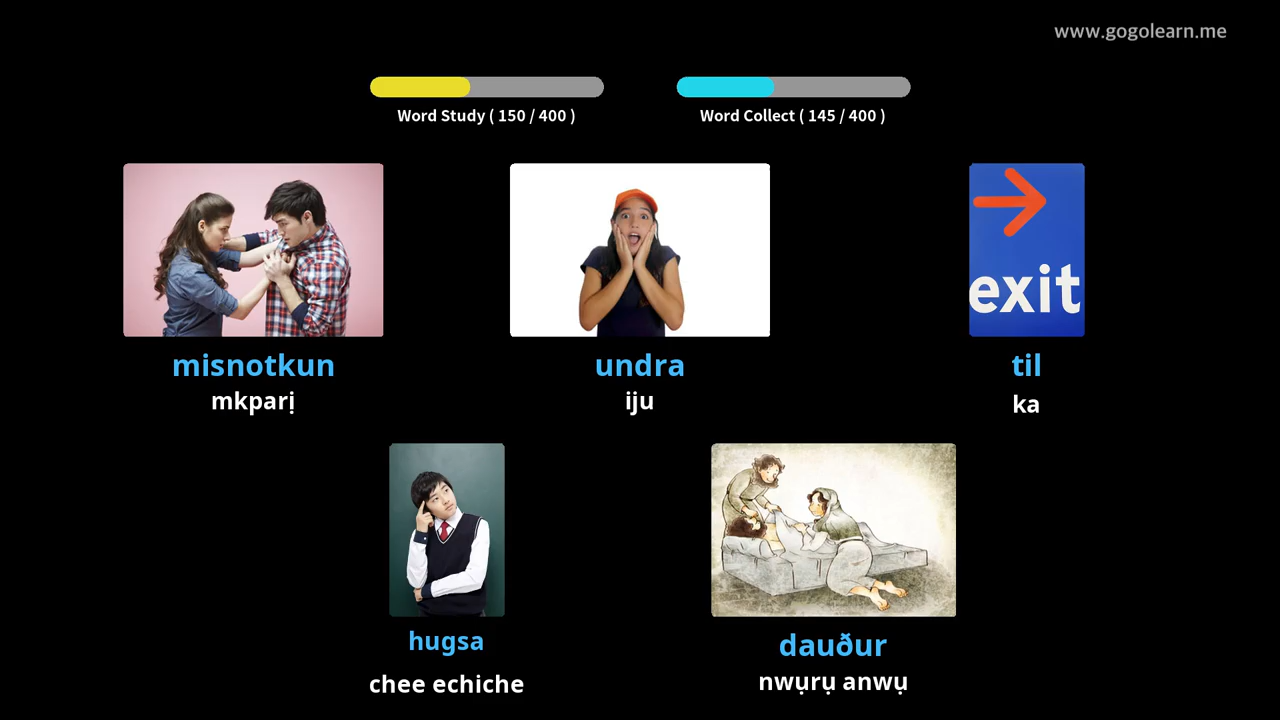 www.gogolearn.me
Word Study ( 150 / 400 )
Word Collect ( 145 / 400 )
exit
misnotkun
mkparị
undra
iju
til
ka
hugsa
chee echiche
dauður
nwụrụ anwụ